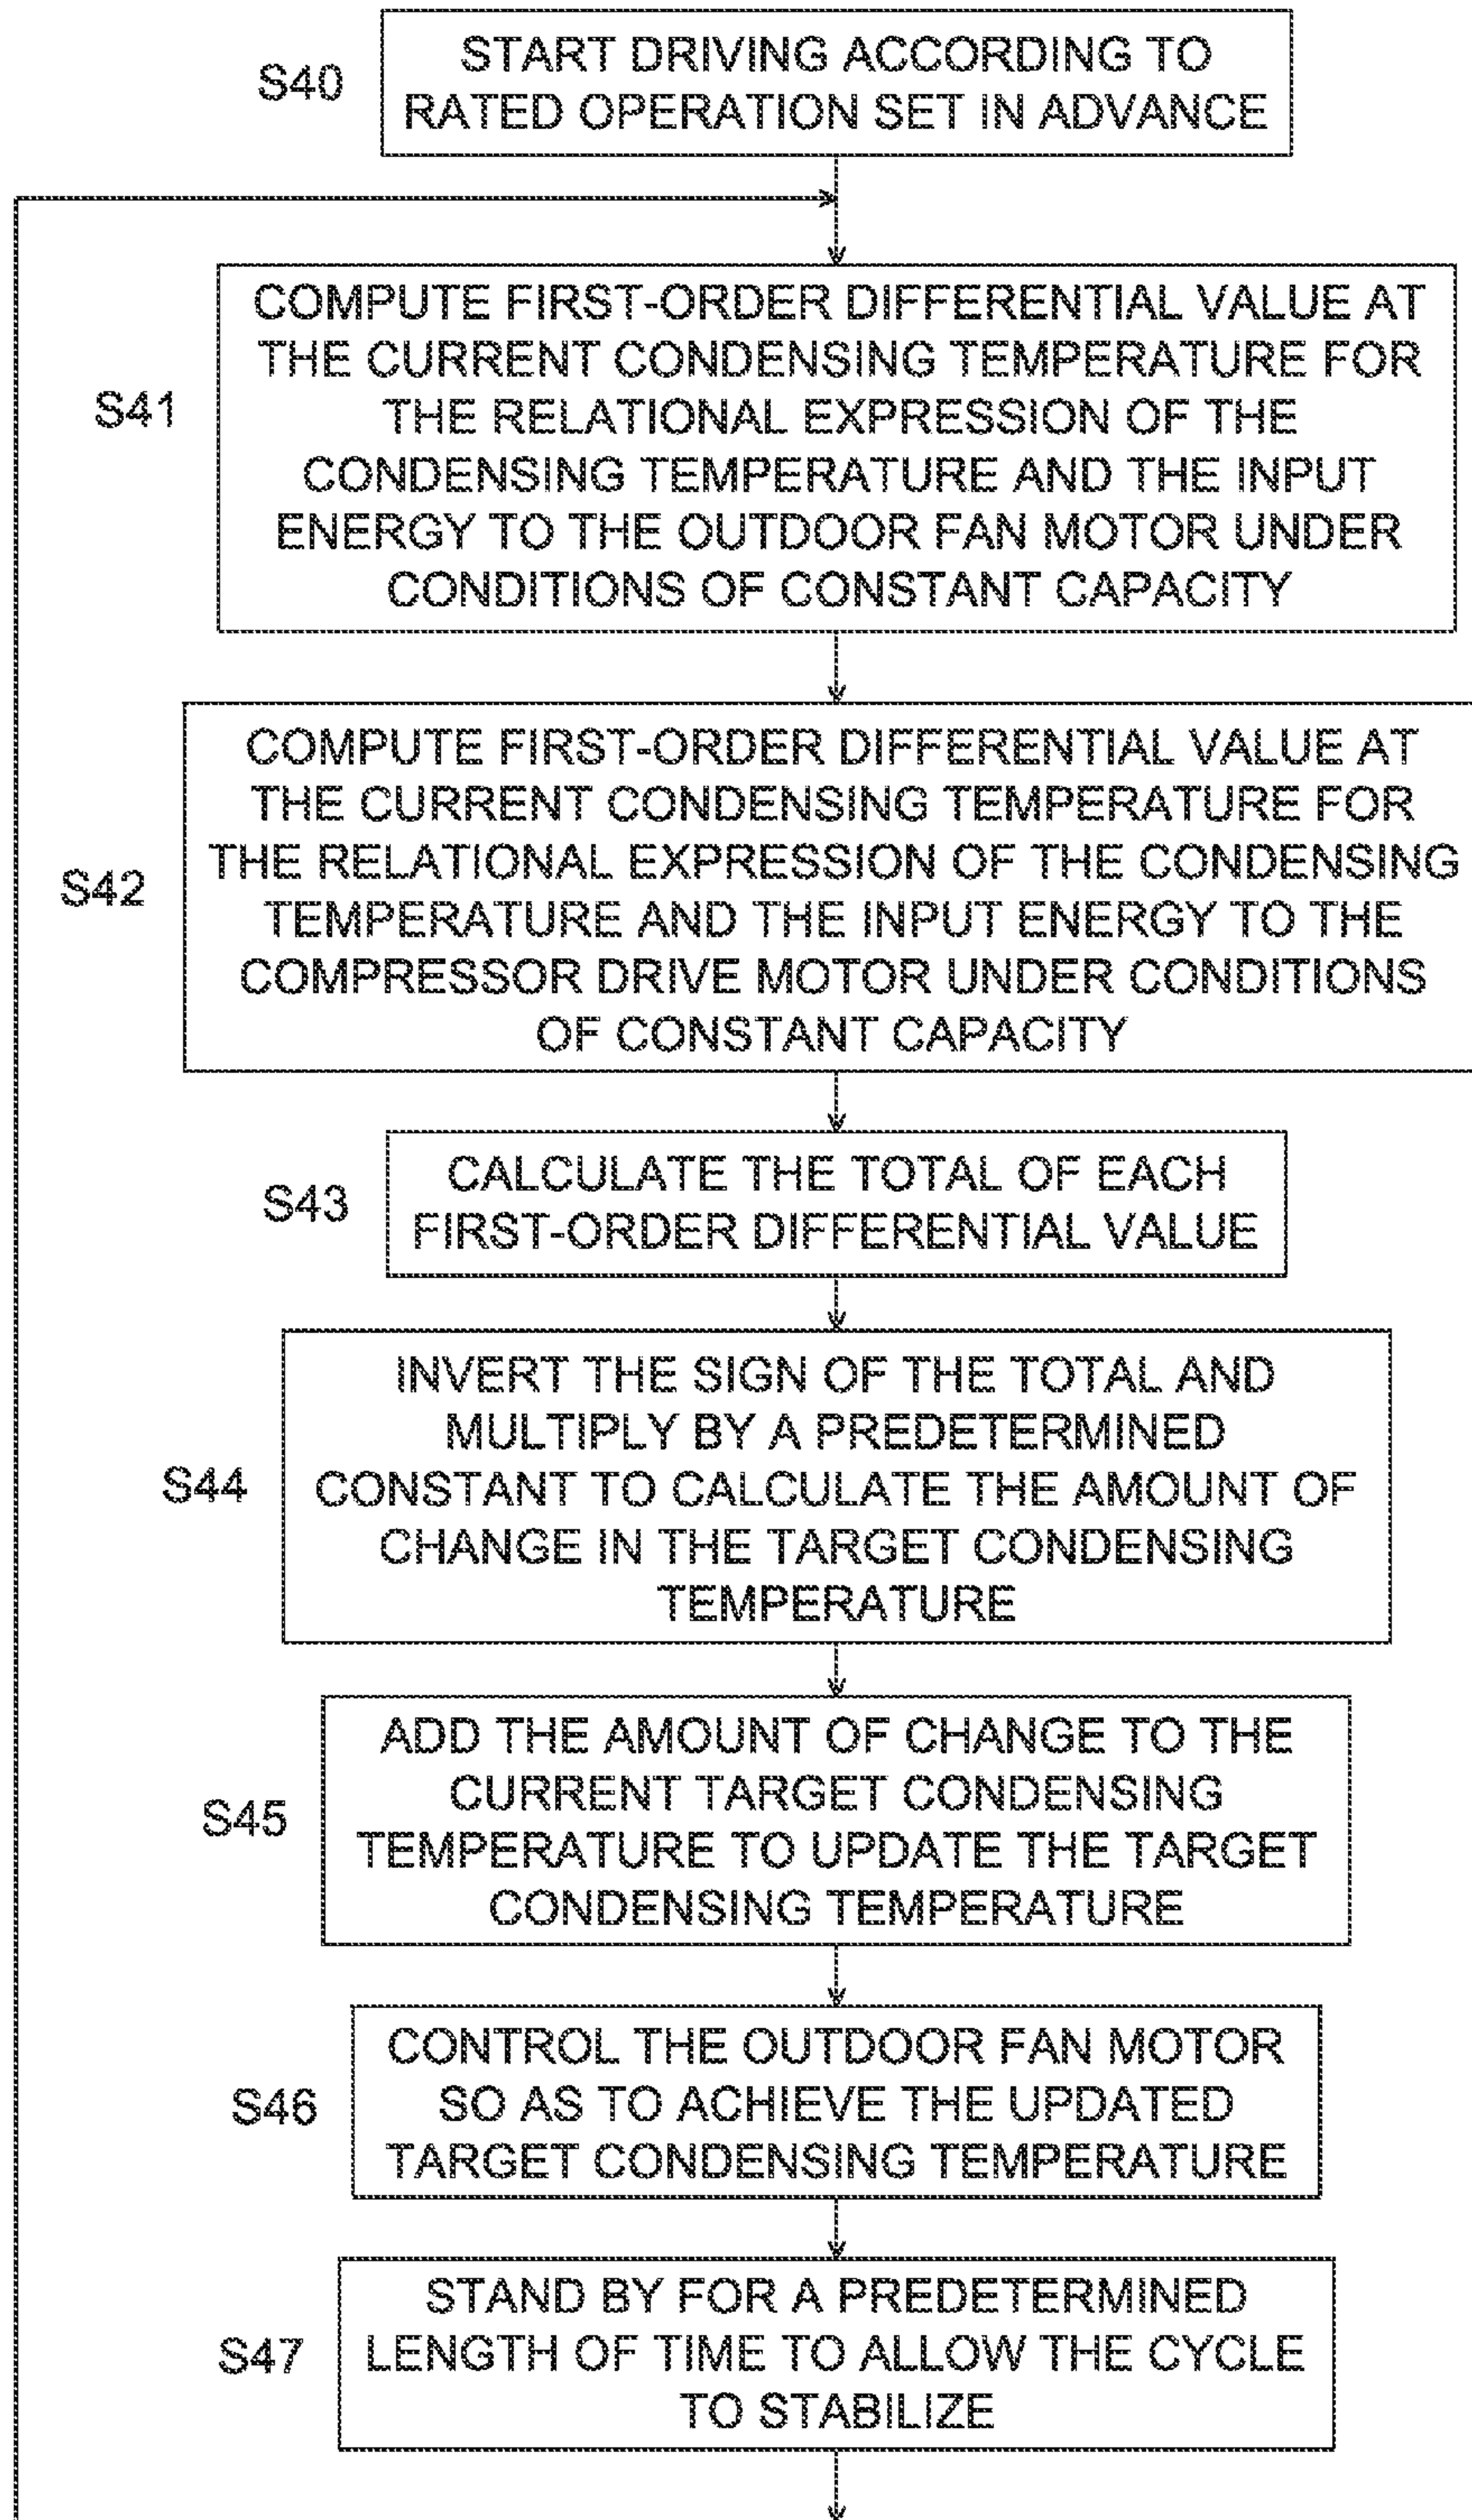 S40
START DRIVING ACCORDING TO
RATED OPERATION SET IN ADVANCE
S41
COMPUTE FIRST-ORDER DIFFERENTIAL VALUE AT
THE CURRENT CONDENSING TEMPERATURE FOR
THE RELATIONAL EXPRESSION OF THE
CONDENSING TEMPERATURE AND THE INPUT
ENERGY TO THE OUTDOOR FAN MOTOR UNDER
CONDITIONS OF CONSTANT CAPACITY
S42
COMPUTE FIRST-ORDER DIFFERENTIAL VALUE AT
THE CURRENT CONDENSING TEMPERATURE FOR
THE RELATIONAL EXPRESSION OF THE CONDENSING
TEMPERATURE AND THE INPUT ENERGY TO THE
COMPRESSOR DRIVE MOTOR UNDER CONDITIONS
OF CONSTANT CAPACITY
S43
CALCULATE THE TOTAL OF EACH
FIRST-ORDER DIFFERENTIAL VALUE
S44
INVERT THE SIGN OF THE TOTAL AND
MULTIPLY BY A PREDETERMINED
CONSTANT TO CALCULATE THE AMOUNT OF
CHANGE IN THE TARGET CONDENSING
TEMPERATURE
S45
ADD THE AMOUNT OF CHANGE TO THE
CURRENT TARGET CONDENSING
TEMPERATURE TO UPDATE THE TARGET
CONDENSING TEMPERATURE
S46
CONTROL THE OUTDOOR FAN MOTOR
SO AS TO ACHIEVE THE UPDATED
TARGET CONDENSING TEMPERATURE
S47
STAND BY FOR A PREDETERMINED
LENGTH OF TIME TO ALLOW THE CYCLE
TO STABILIZE